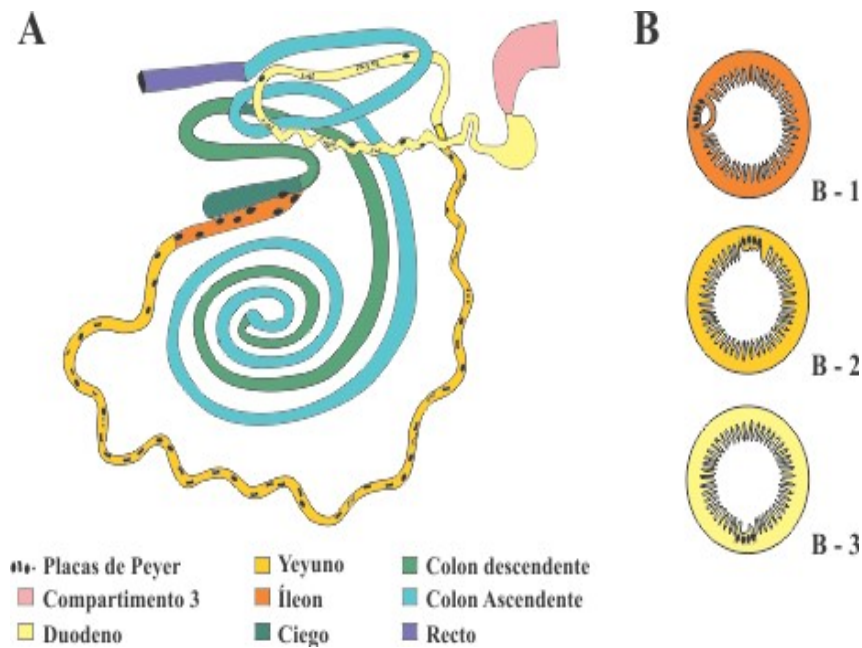 A
B
B - 1
B - 2
B - 3
Placas de Peyer
Compartimento 3
Duodeno
Yeyuno
Íleon
Ciego
Colon descendente
Colon Ascendente
Recto